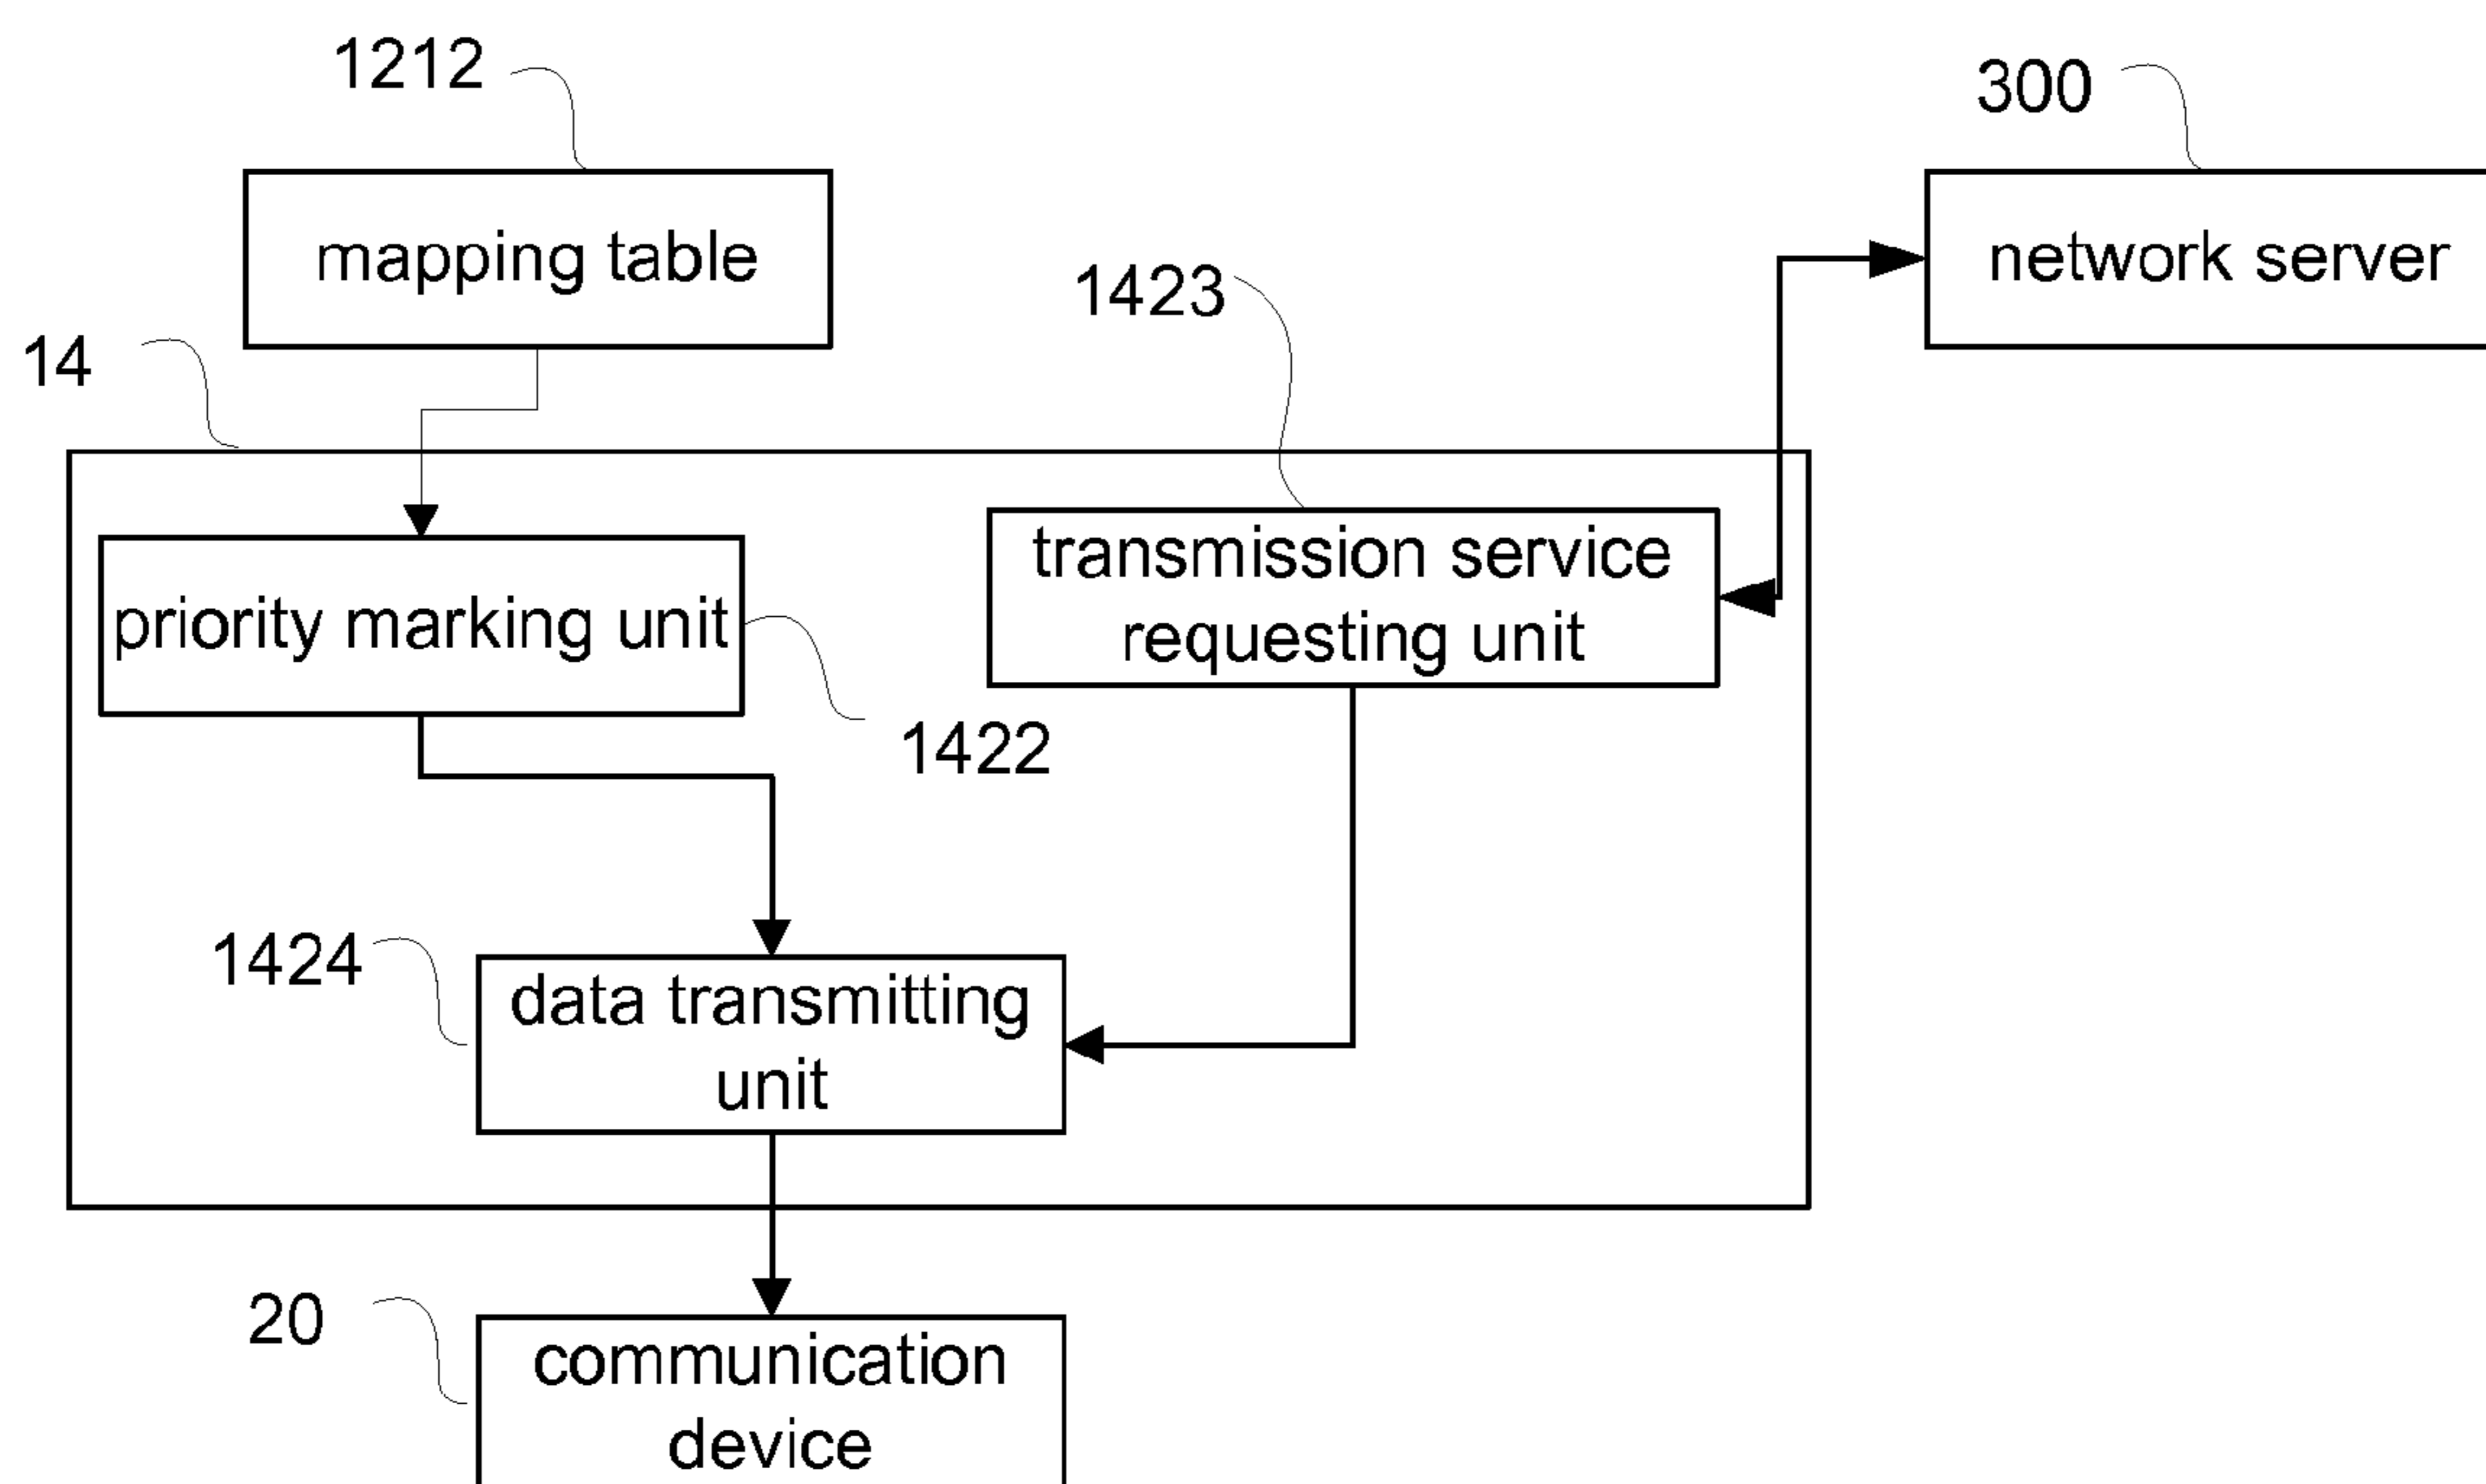 1212
300
mapping table
network server
1423
14
transmission service
requesting unit
priority marking unit
1422
1424
data transmitting
unit
20
communication
device